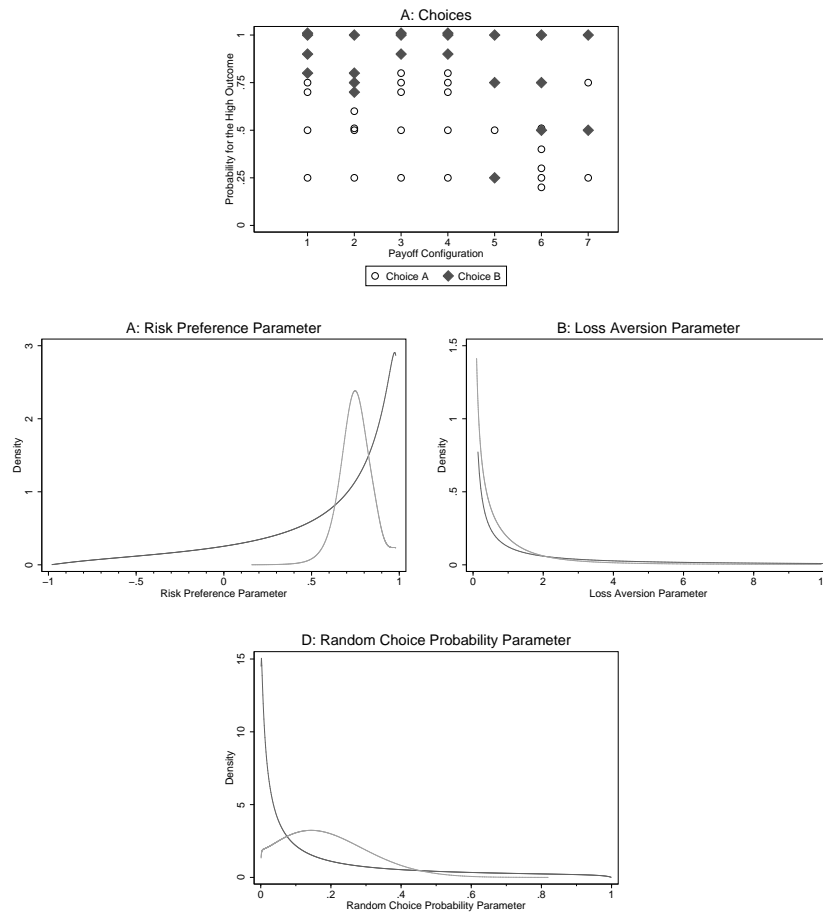 A: Choices
Probability for the High Outcome
1
.75
.5
.25
0
1 2 3 4 5 6 7
Payoff Configuration
Choice A Choice B
A: Risk Preference Parameter
Density
3
2
1
0
−1 −.5 0 .5 1
Risk Preference Parameter
B: Loss Aversion Parameter
Density
1.5
1
.5
0
0 2 4 6 8 1
Loss Aversion Parameter
D: Random Choice Probability Parameter
Density
15
10
5
0
0 .2 .4 .6 .8 1
Random Choice Probability Parameter